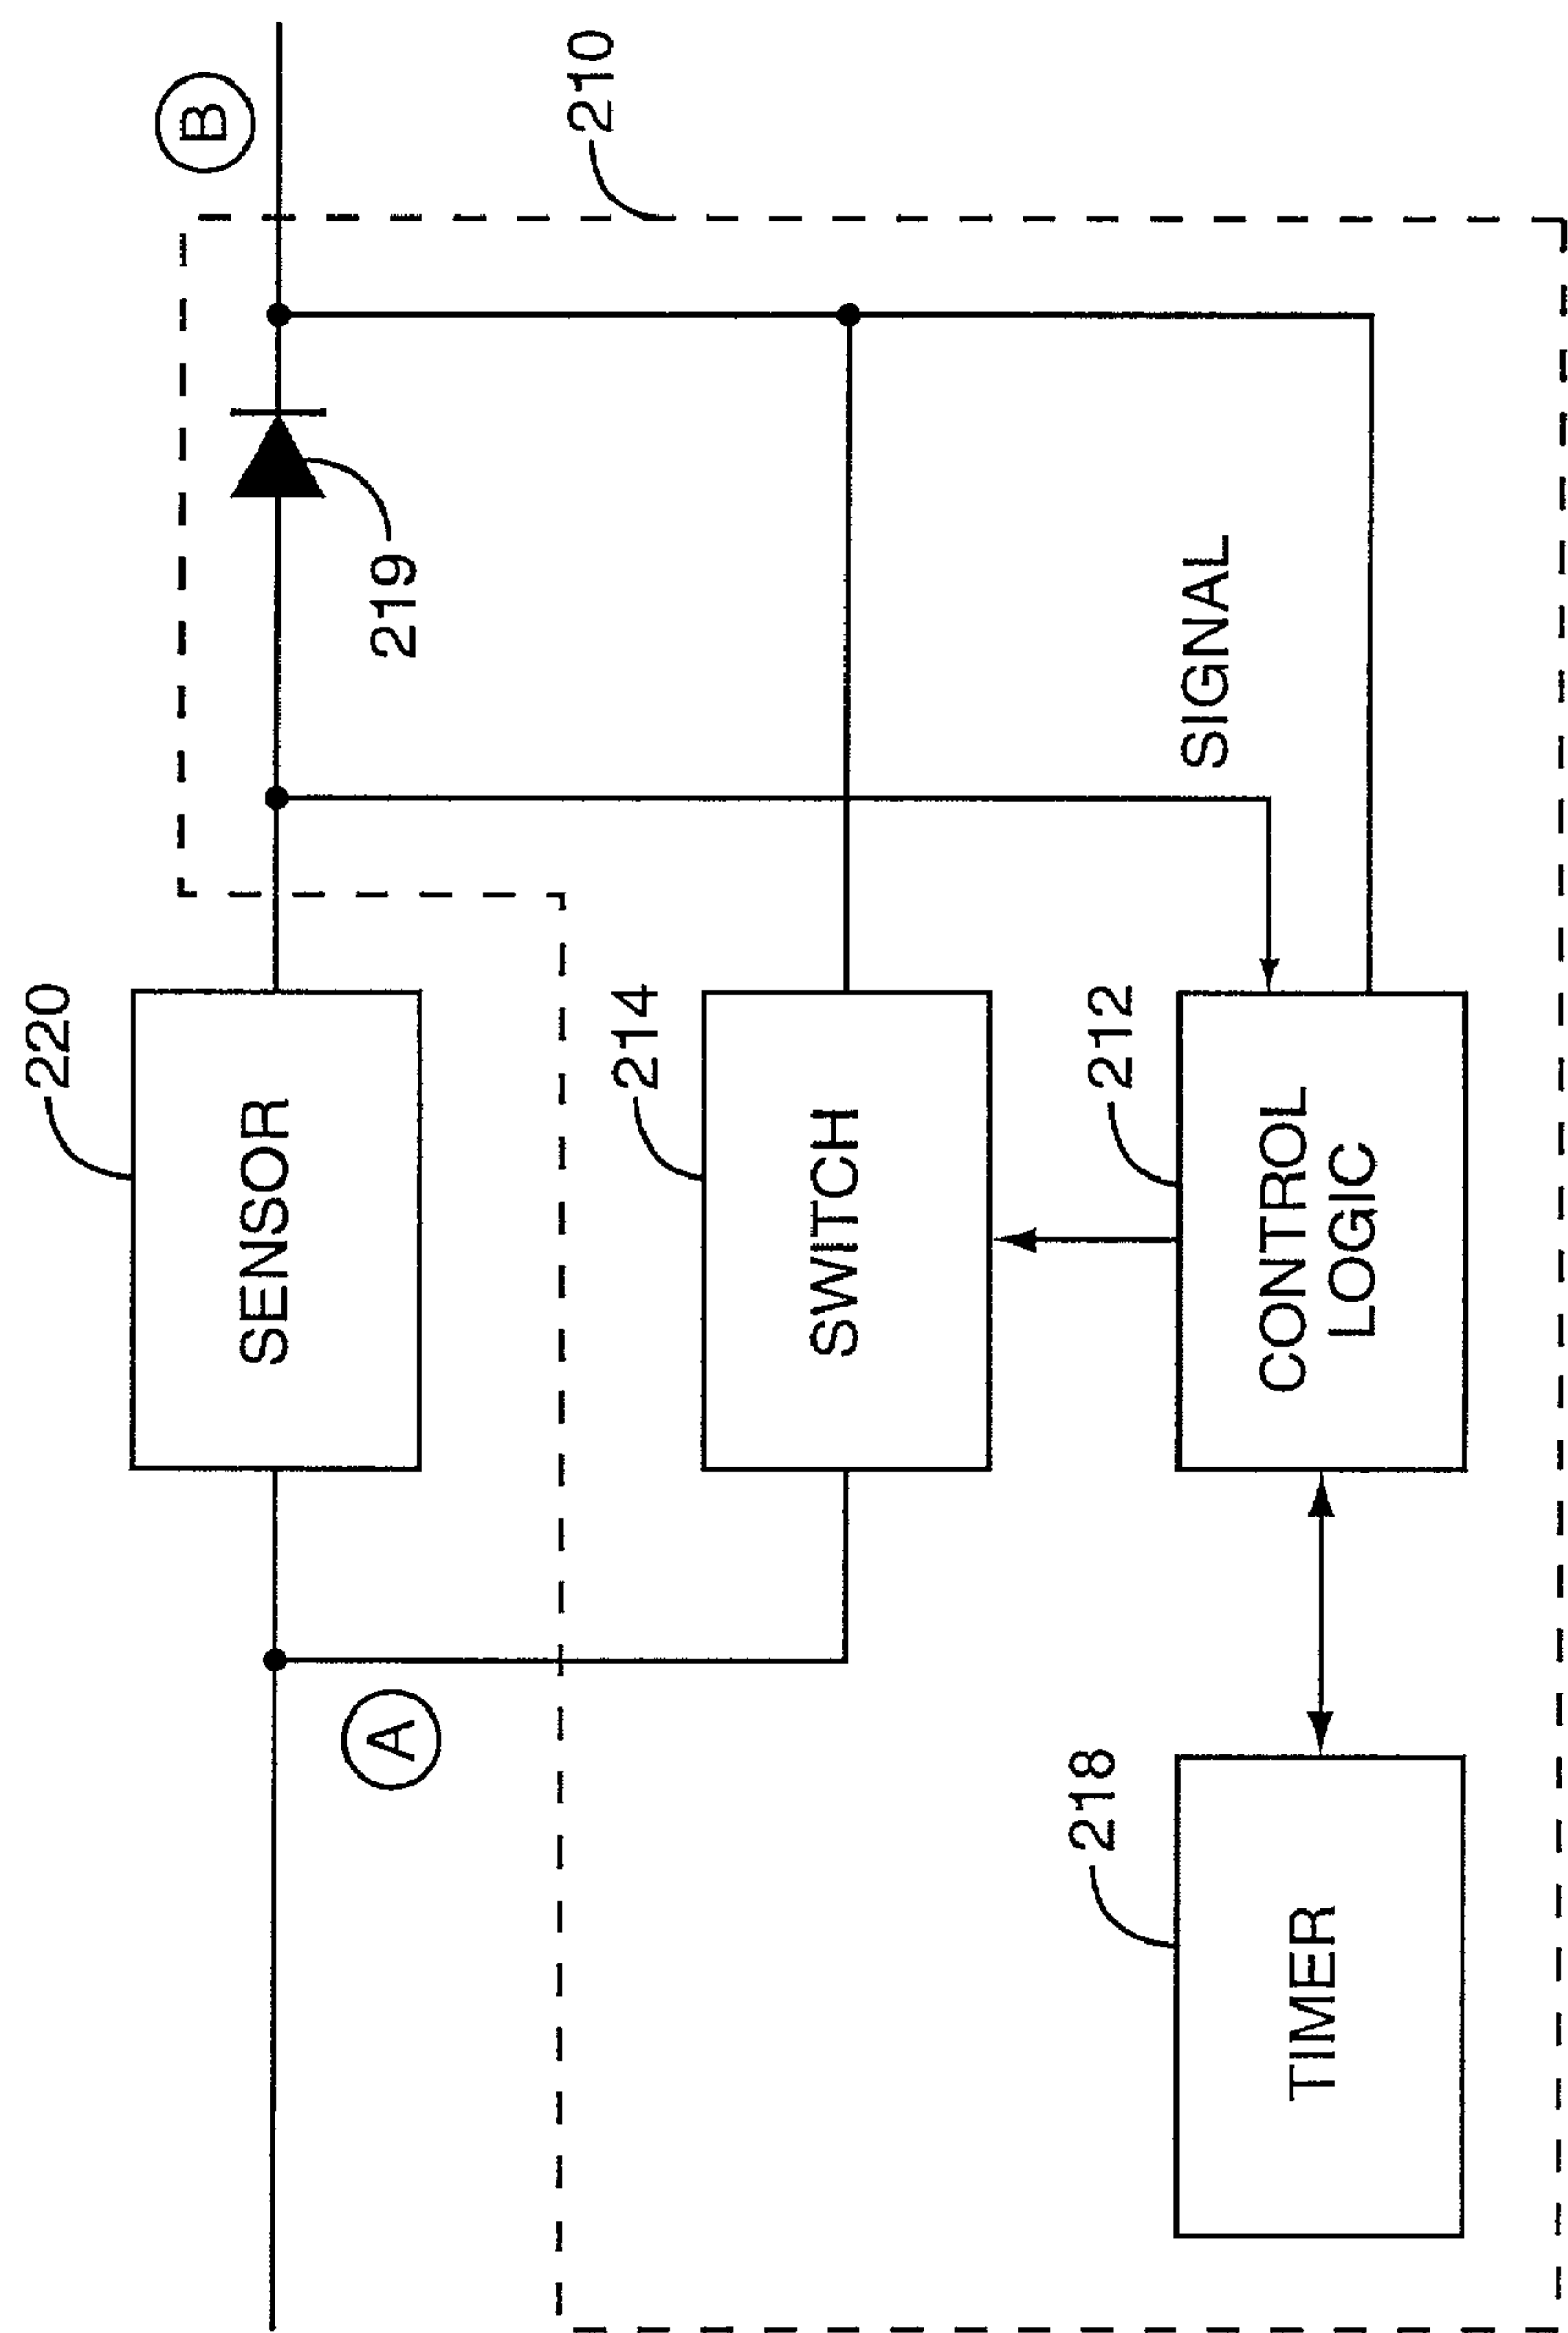 B
210
219
220
SENSOR
A
214
SWITCH
SIGNAL
212
CONTROL
LOGIC
218
TIMER